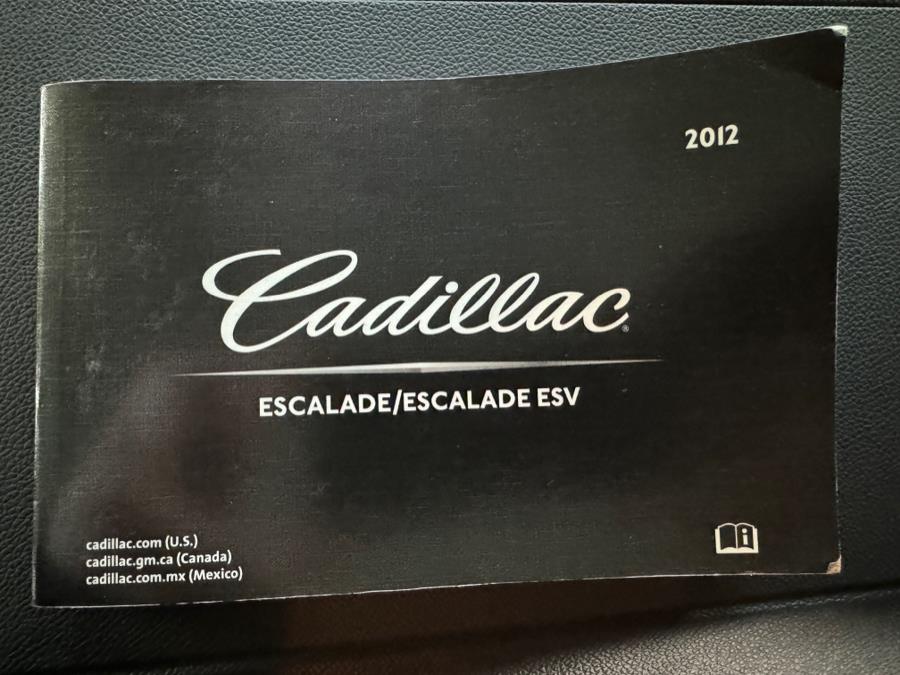 2012
Cadillac®
ESCALADE/ESCALADE ESV
cadillac.com (U.S.)
cadillac.gm.ca (Canada)
cadillac.com.mx (Mexico)
i